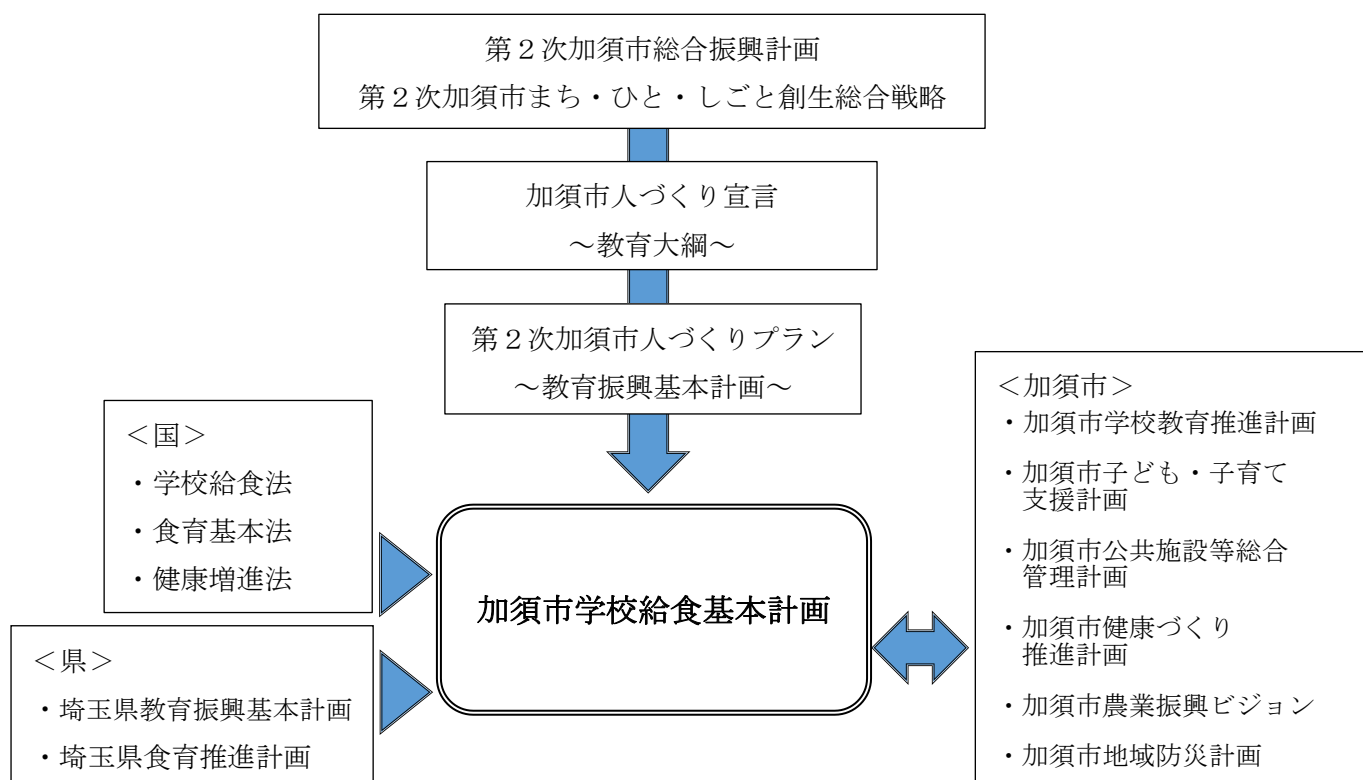 第２次加須市総合振興計画
第２次加須市まち・ひと・しごと創生総合戦略
加須市人づくり宣言
～教育大綱～
第２次加須市人づくりプラン
～教育振興基本計画～
＜国＞
・学校給食法
・食育基本法
・健康増進法
＜県＞
・埼玉県教育振興基本計画
・埼玉県食育推進計画
加須市学校給食基本計画
＜加須市＞
・加須市学校教育推進計画
・加須市子ども・子育て
支援計画
・加須市公共施設等総合
管理計画
・加須市健康づくり
推進計画
・加須市農業振興ビジョン
・加須市地域防災計画